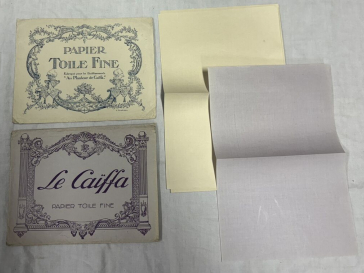 PAPIER
TOILE FINE
"Au Planteur de Caïffa"
Le Caïffa
PAPIER TOILE FINE